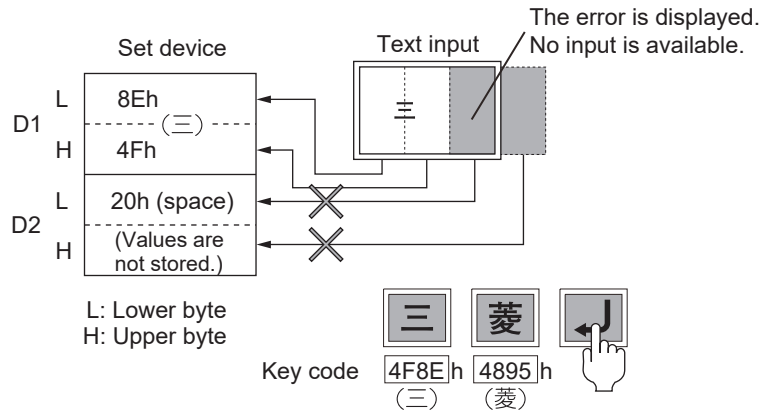 The error is displayed.
No input is available.
Set device
Text input
D1
L
8Eh
(三)
H
4Fh
三
D2
L
20h (space)
H
(Values are
not stored.)
L: Lower byte
H: Upper byte
三
菱
Key code
4F8E h
4895 h
(三)
(菱)